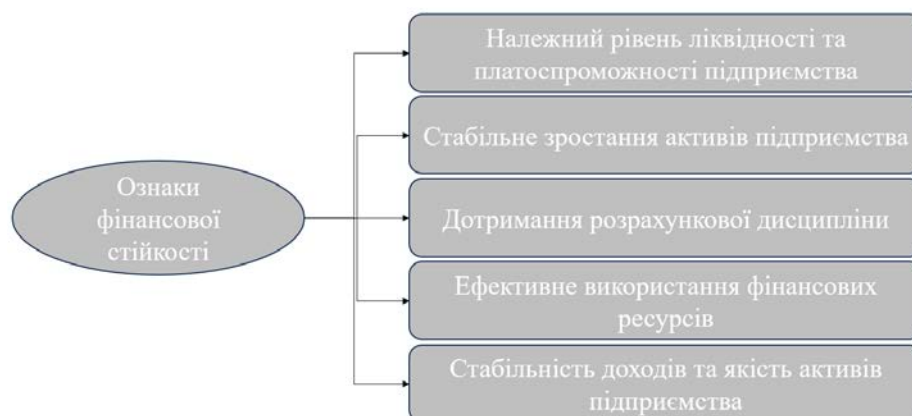 Ознаки
фінансової
стійкості
Належний рівень ліквідності та
платоспроможності підприємства
Стабільне зростання активів підприємства
Дотримання розрахункової дисципліни
Ефективне використання фінансових
ресурсів
Стабільність доходів та якість активів
підприємства